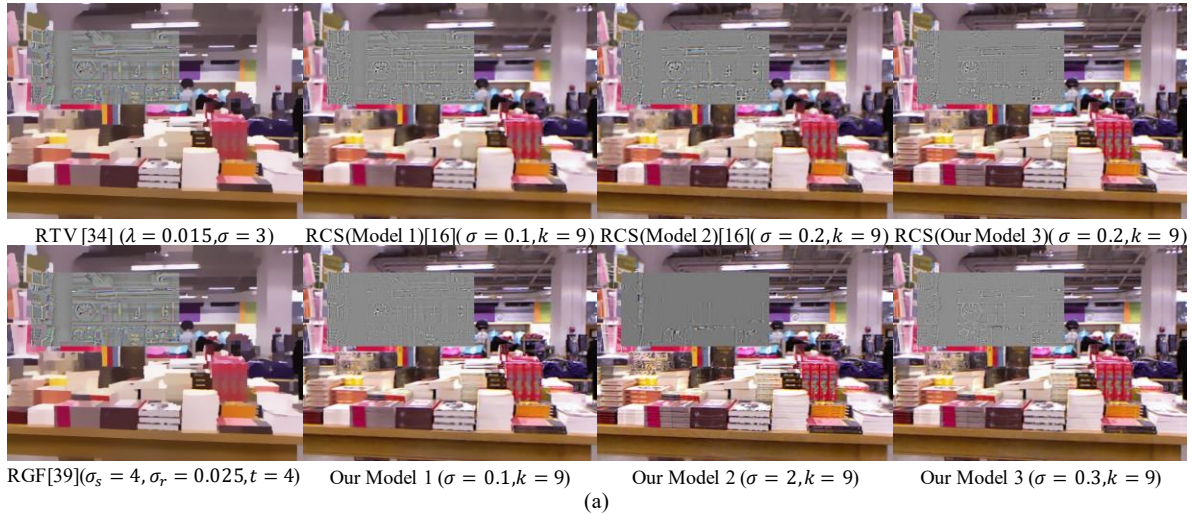 RTV [34] (λ = 0.015,σ = 3)
RCS(Model 1)[16](σ = 0.1,k = 9)
RCS(Model 2)[16](σ = 0.2,k = 9)
RCS(Our Model 3)(σ = 0.2,k = 9)
RGF[39](σₛ = 4, σᵣ = 0.025,t = 4)
Our Model 1 (σ = 0.1,k = 9)
Our Model 2 (σ = 2,k = 9)
Our Model 3 (σ = 0.3,k = 9)
(a)